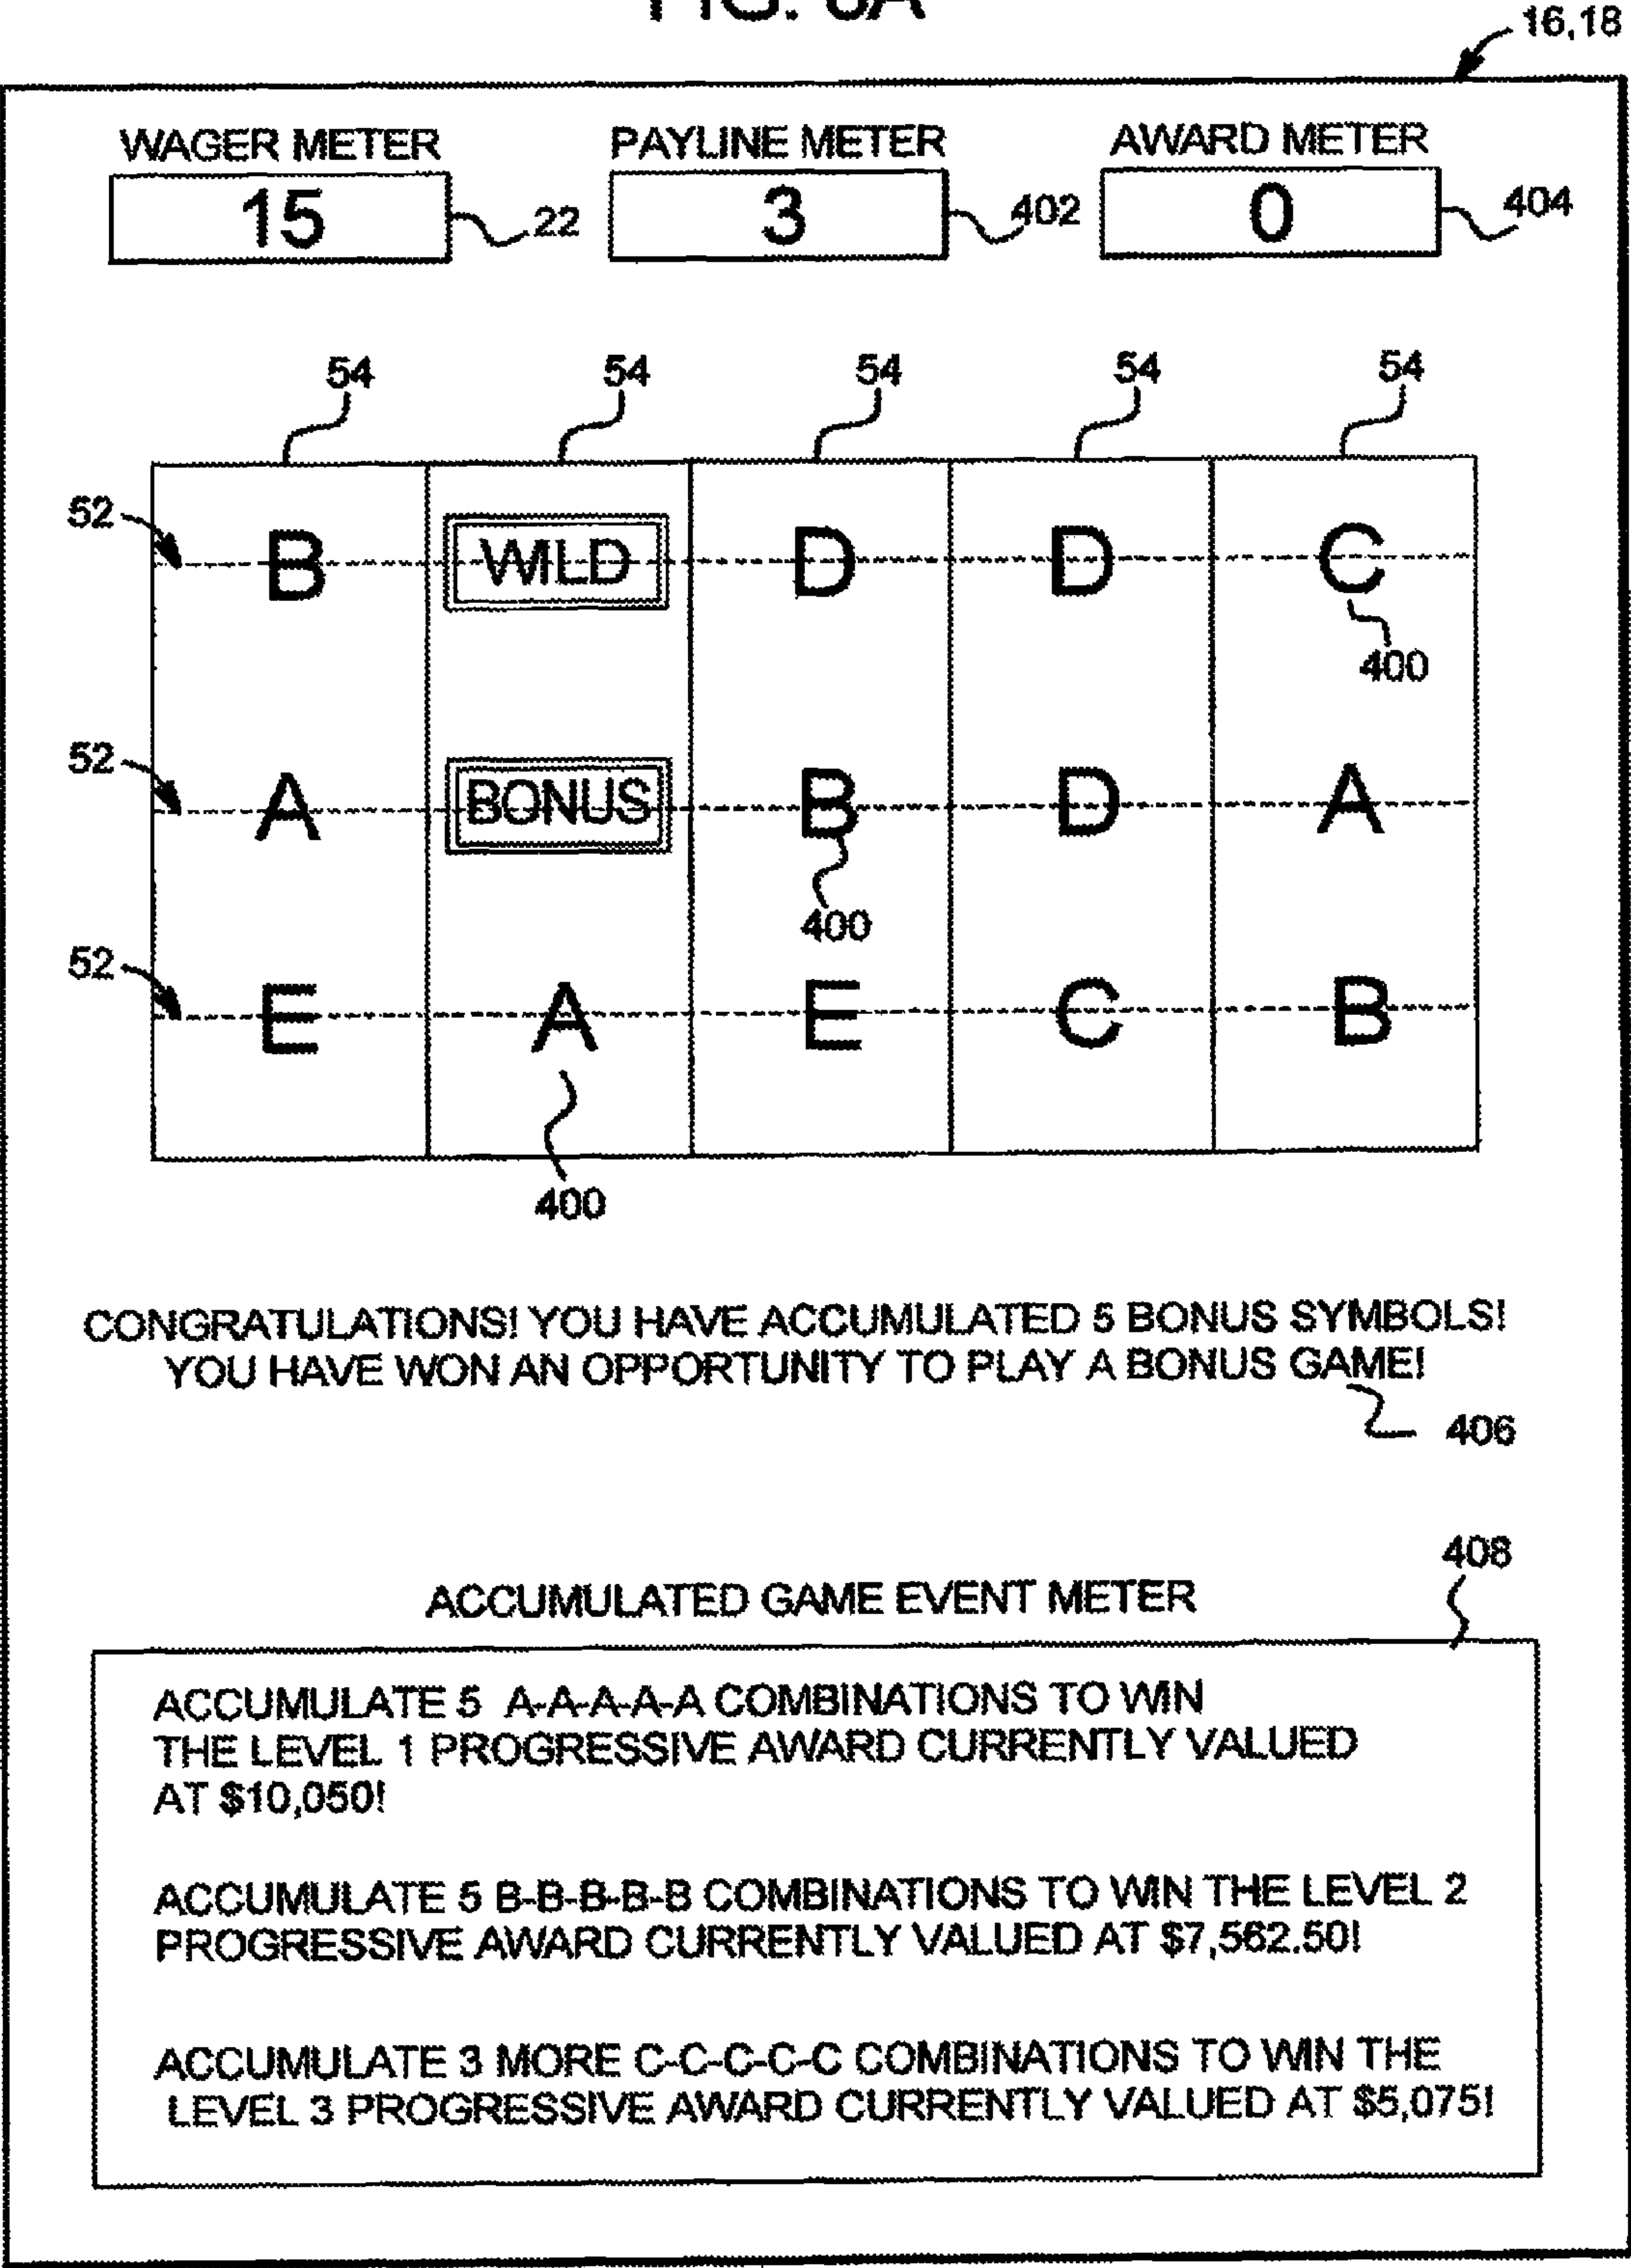 FIG.
16,18
WAGER METER PAYLINE METER AWARD METER
15 22 3 402 0 404
54 54 54 54 54
52 B WILD D D C
400
52 A BONUS B D A
400
52 E A E C B
400
CONGRATULATIONS! YOU HAVE ACCUMULATED 5 BONUS SYMBOLS!
YOU HAVE WON AN OPPORTUNITY TO PLAY A BONUS GAME!
406
408
ACCUMULATED GAME EVENT METER
ACCUMULATE 5 A-A-A-A-A COMBINATIONS TO WIN
THE LEVEL 1 PROGRESSIVE AWARD CURRENTLY VALUED
AT $10,050!
ACCUMULATE 5 B-B-B-B-B COMBINATIONS TO WIN THE LEVEL 2
PROGRESSIVE AWARD CURRENTLY VALUED AT $7,562.50!
ACCUMULATE 3 MORE C-C-C-C-C COMBINATIONS TO WIN THE
LEVEL 3 PROGRESSIVE AWARD CURRENTLY VALUED AT $5,075!